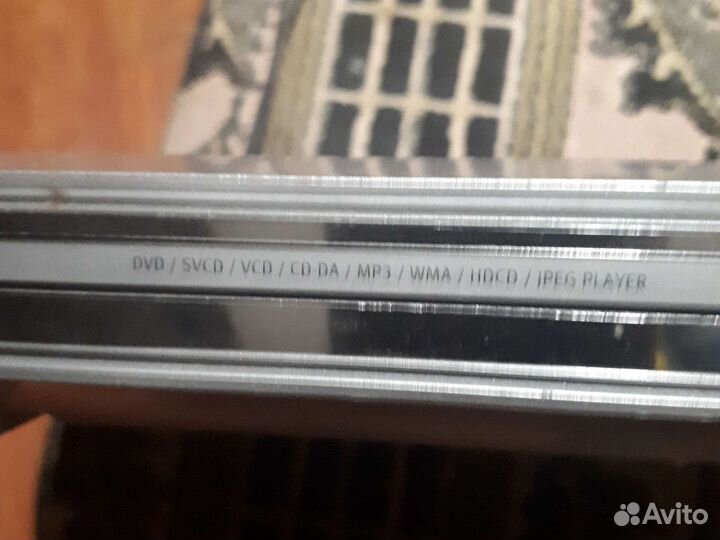 DVD / SVCD / VCD / CD-DA / MP3 / WMA / HDCD / JPEG PLAYER
Avito